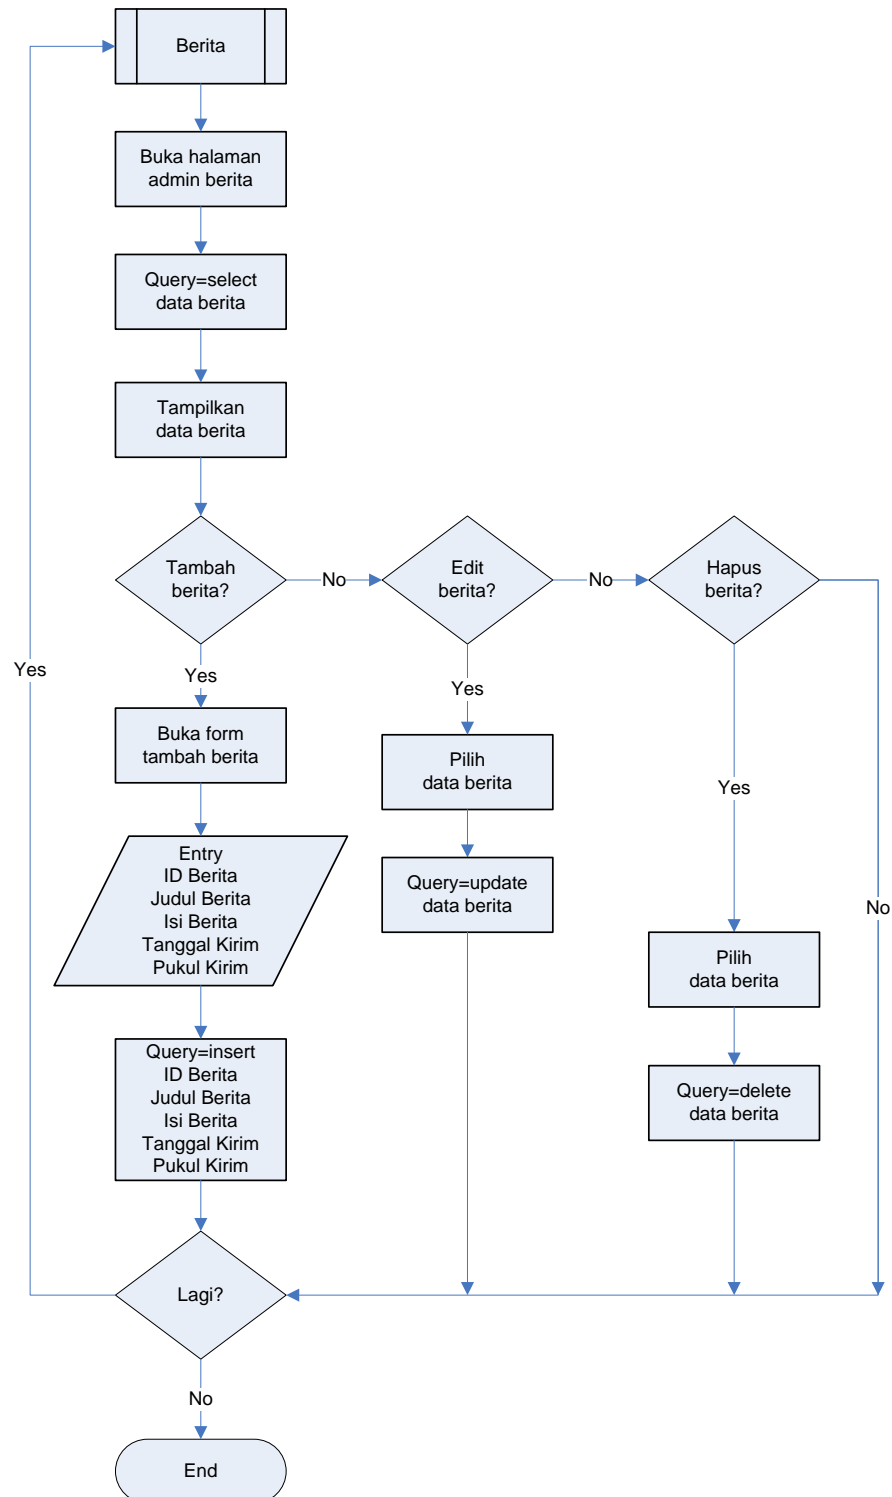 Berita
Buka halaman
admin berita
Query=select
data berita
Tampilkan
data berita
Tambah
berita?
No
Edit
berita?
No
Hapus
berita?
Yes
Yes
Yes
Yes
No
Buka form
tambah berita
Pilih
data berita
Entry
ID Berita
Judul Berita
Isi Berita
Tanggal Kirim
Pukul Kirim
Query=update
data berita
Pilih
data berita
Query=insert
ID Berita
Judul Berita
Isi Berita
Tanggal Kirim
Pukul Kirim
Query=delete
data berita
Lagi?
No
End